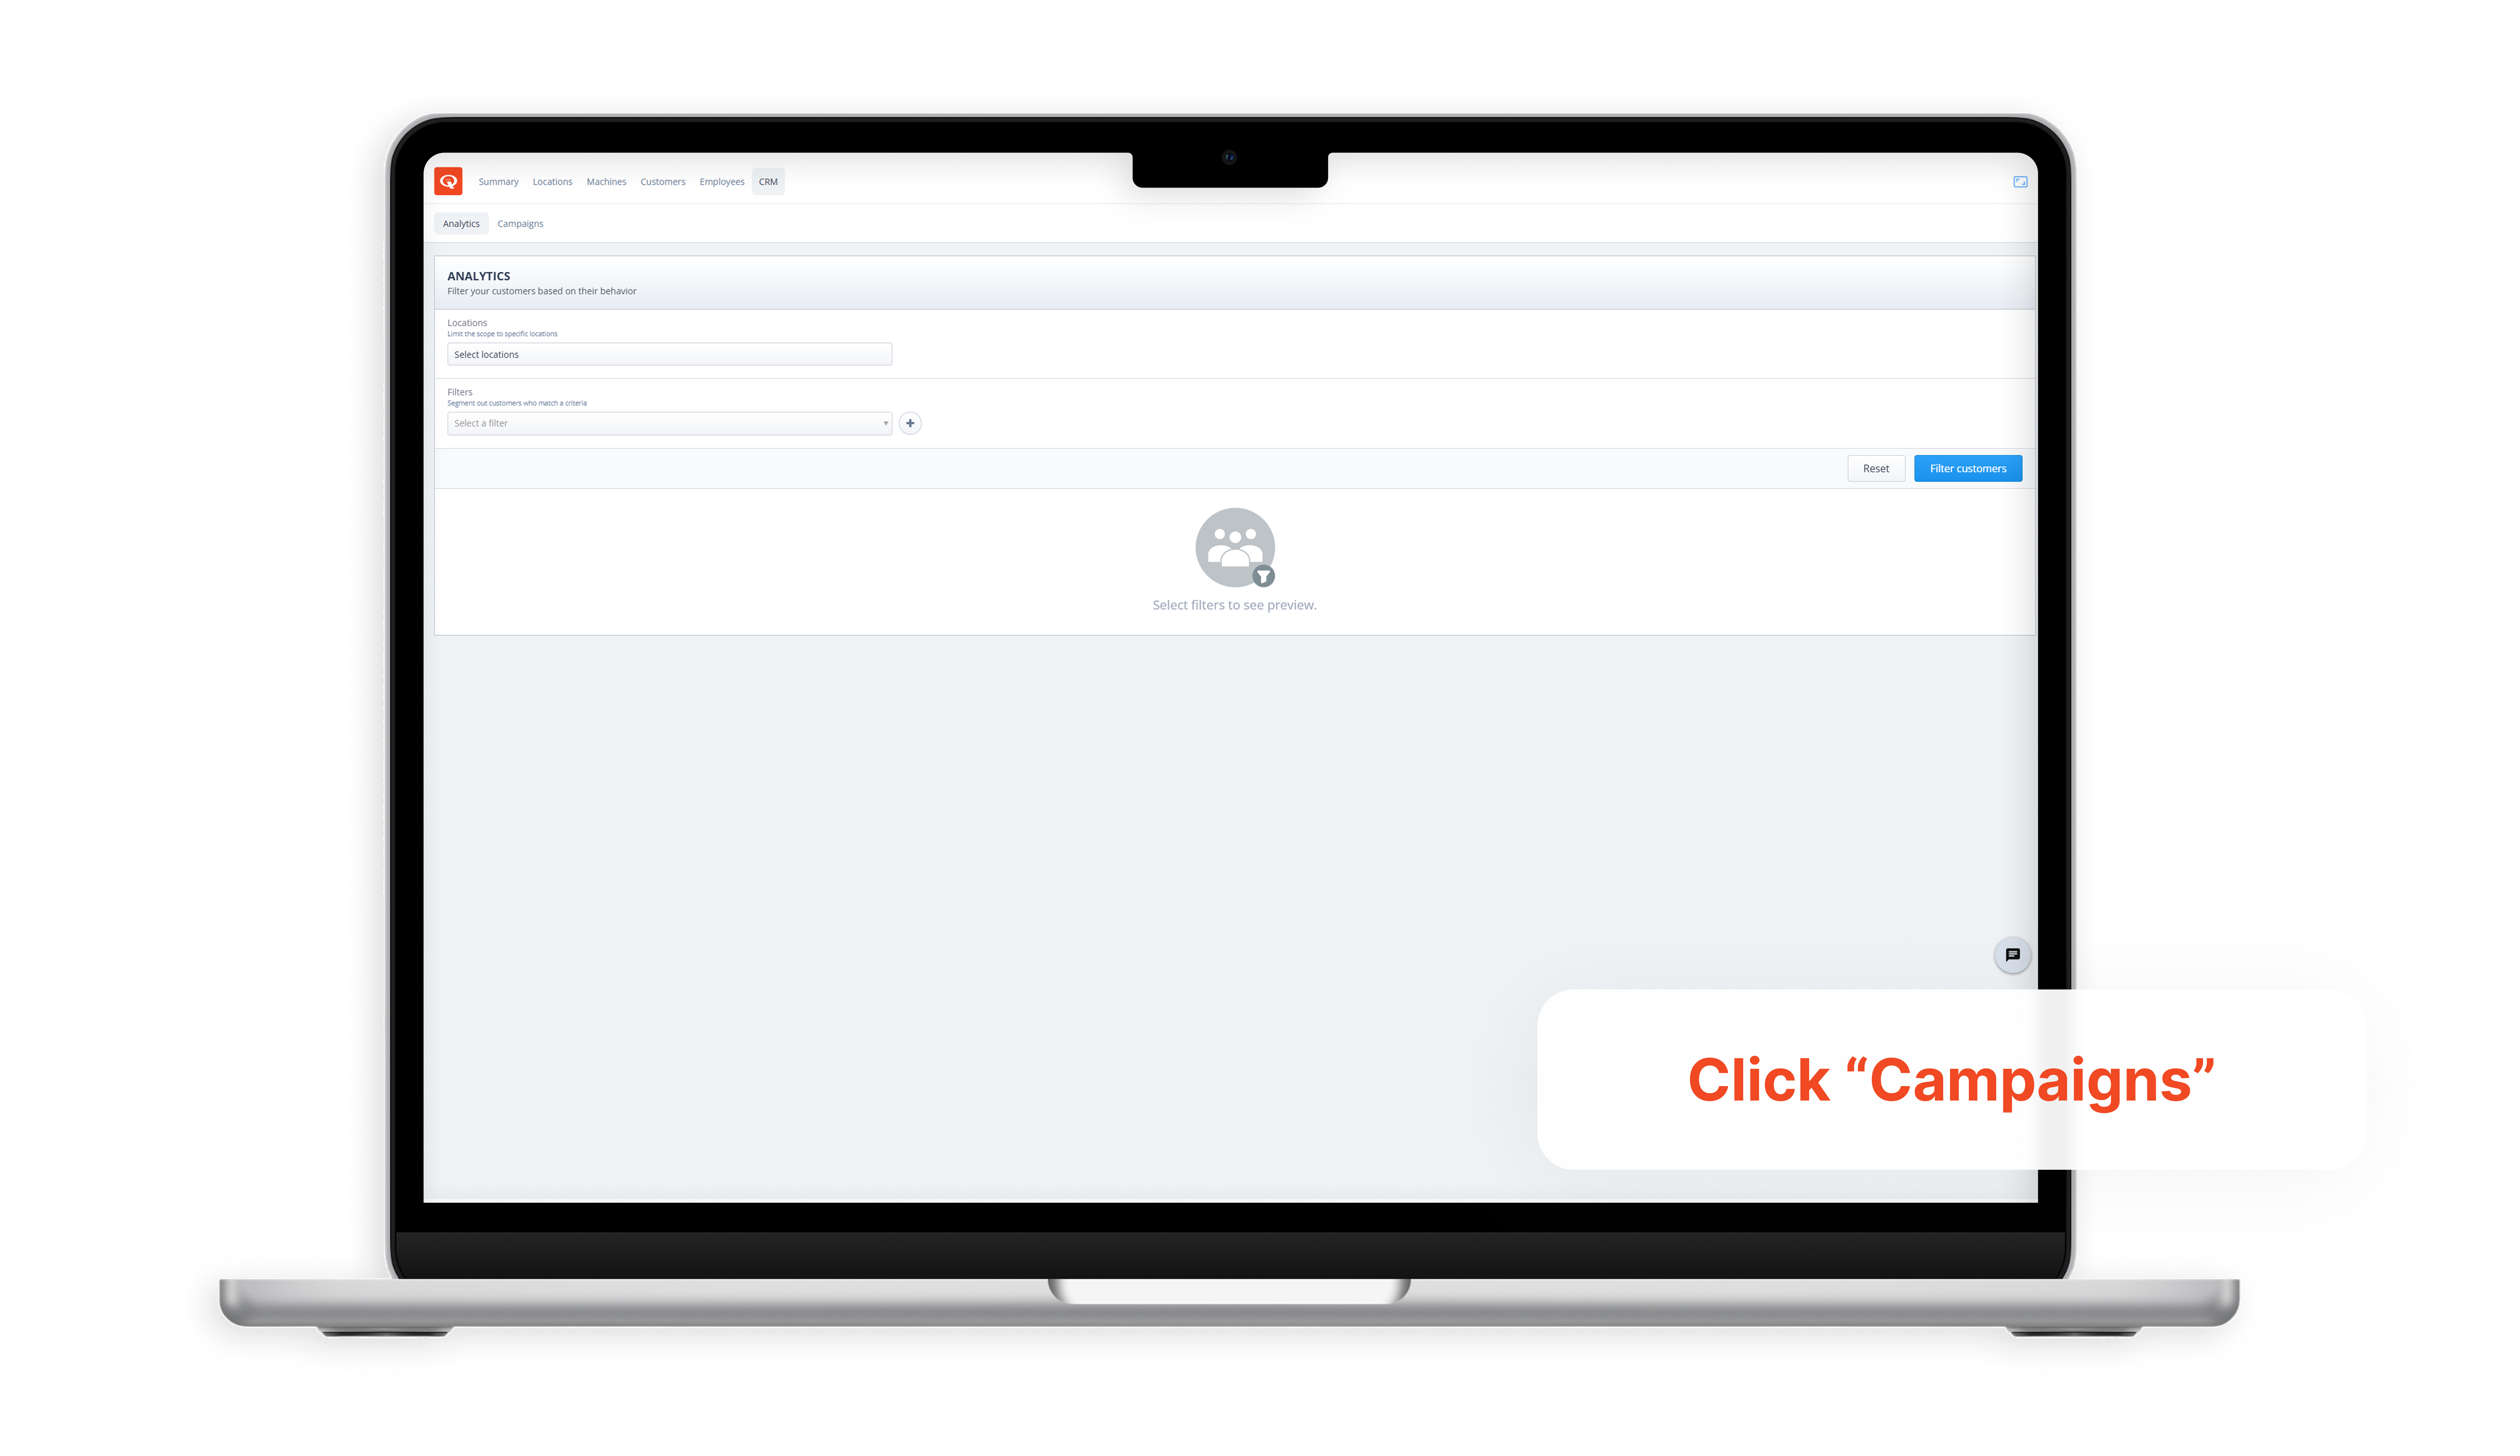 Summary Locations Machines Customers Employees CRM
Analytics Campaigns
ANALYTICS
Filter your customers based on their behavior
Locations
Limit the scope to specific locations
Select locations
Filters
Segment out customers who match a criteria
Select a filter
Reset Filter customers
Select filters to see preview.
Click “Campaigns”